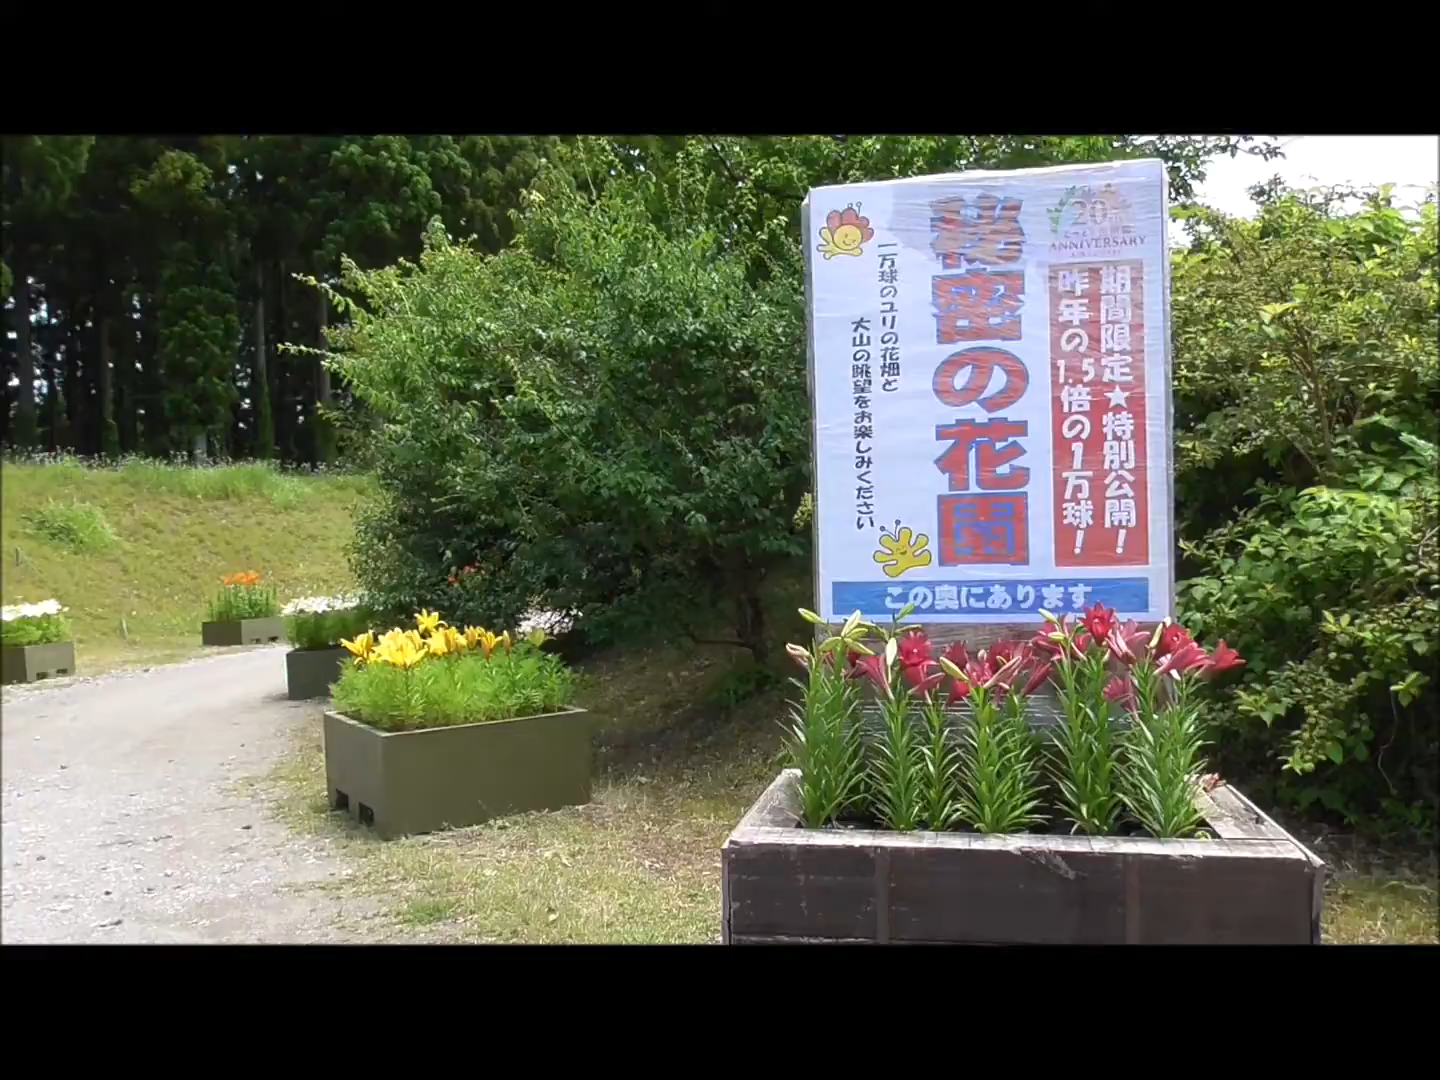 20th
ANNIVERSARY
期間限定★特別公開！
昨年の1.5倍の1万球！
秘密の花園
一万球のユリの花畑と
大山の眺望をお楽しみください
この奥にあります